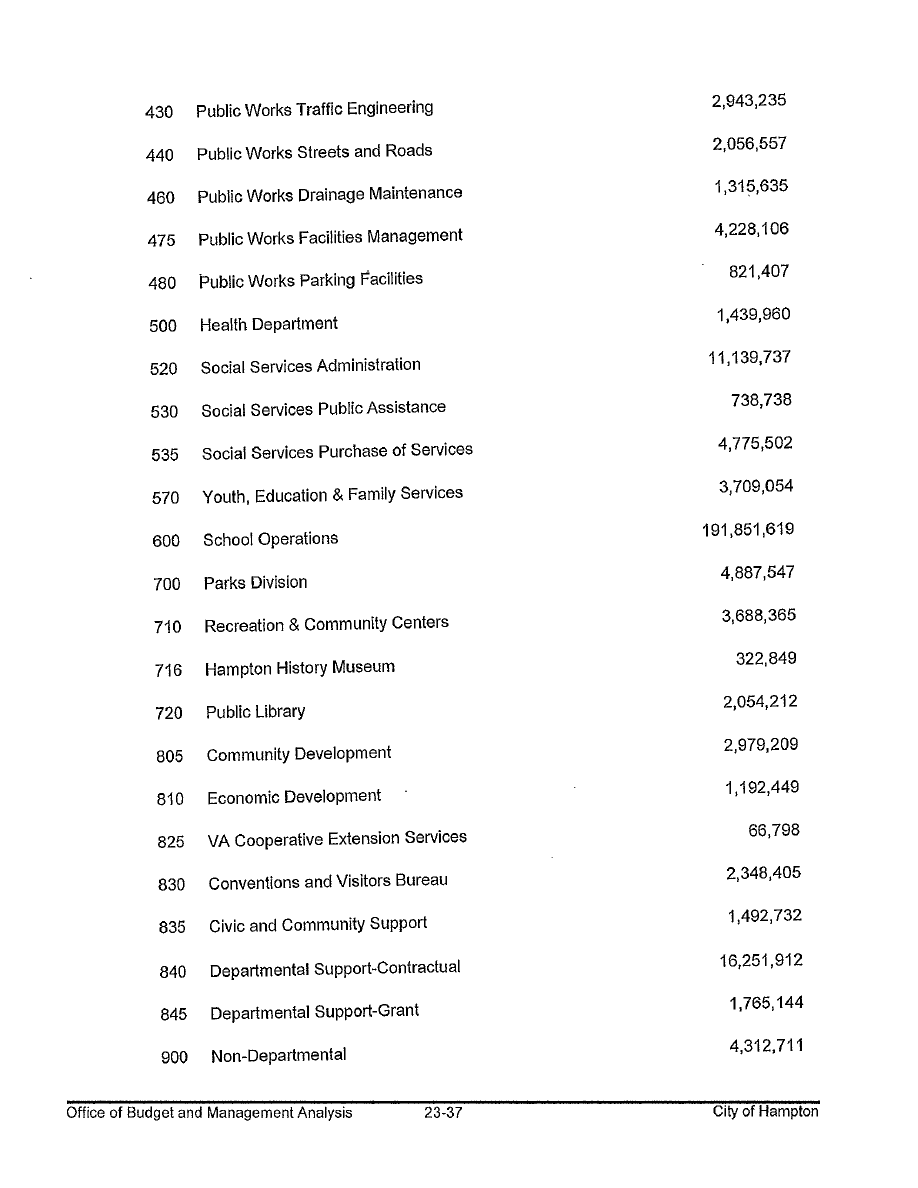 430 Public Works Traffic Engineering 2,943,235
440 Public Works Streets and Roads 2,056,557
460 Public Works Drainage Maintenance 1,315,635
475 Public Works Facilities Management 4,228,106
480 Public Works Parking Facilities 821,407
500 Health Department 1,439,960
520 Social Services Administration 11,139,737
530 Social Services Public Assistance 738,738
535 Social Services Purchase of Services 4,775,502
570 Youth, Education & Family Services 3,709,054
600 School Operations 191,851,619
700 Parks Division 4,887,547
710 Recreation & Community Centers 3,688,365
716 Hampton History Museum 322,849
720 Public Library 2,054,212
805 Community Development 2,979,209
810 Economic Development 1,192,449
825 VA Cooperative Extension Services 66,798
830 Conventions and Visitors Bureau 2,348,405
835 Civic and Community Support 1,492,732
840 Departmental Support-Contractual 16,251,912
845 Departmental Support-Grant 1,765,144
900 Non-Departmental 4,312,711
Office of Budget and Management Analysis 23-37 City of Hampton